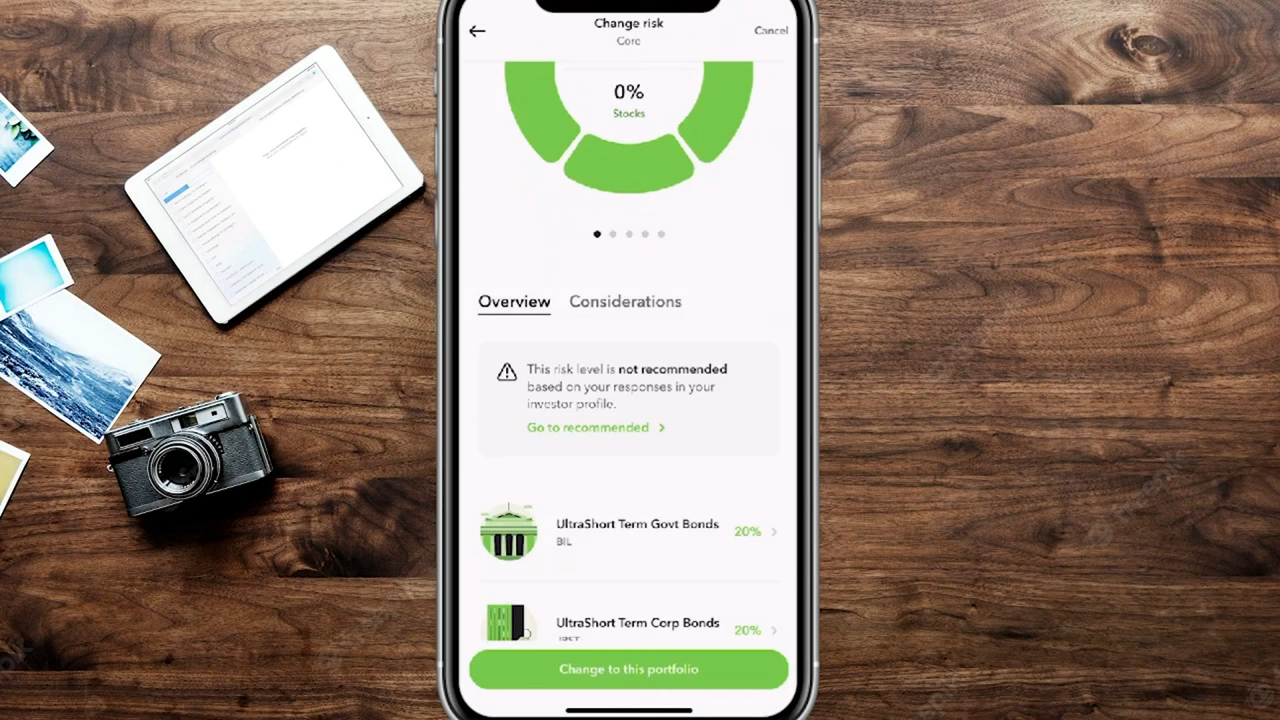 Change risk
Cancel
Core
0%
Stocks
Overview Considerations
This risk level is not recommended
based on your responses in your
investor profile.
Go to recommended
UltraShort Term Govt Bonds
20%
BIL
UltraShort Term Corp Bonds
20%
Change to this portfolio